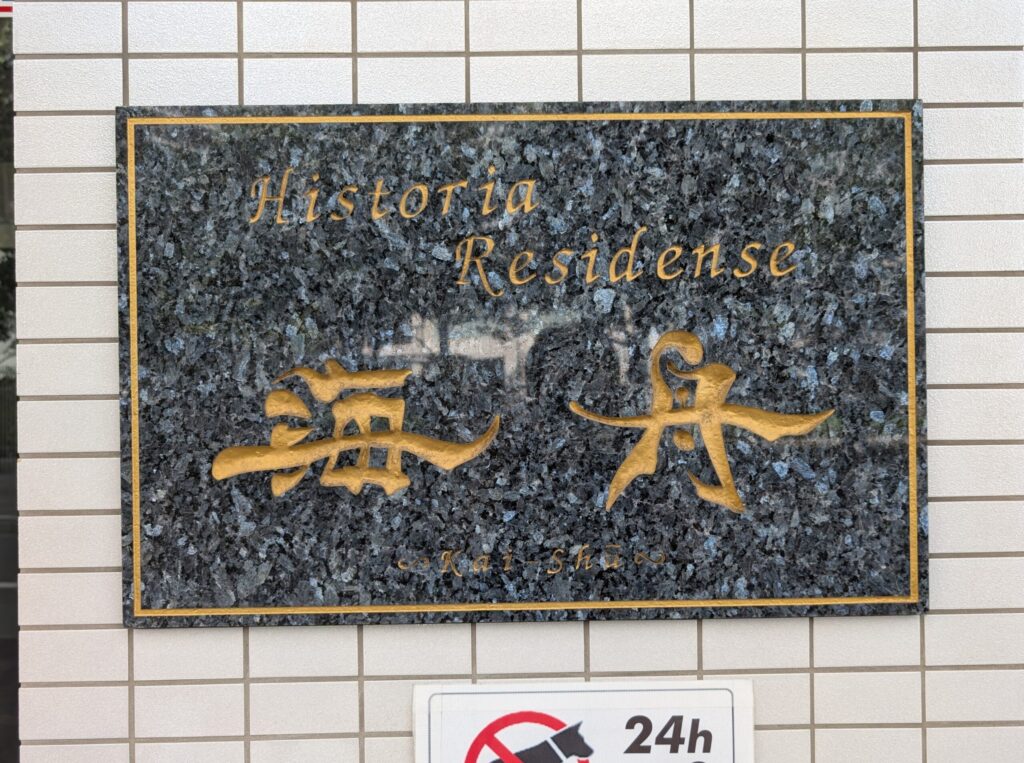 Historia
Residense
海舟
~Kai-Shū~
24h